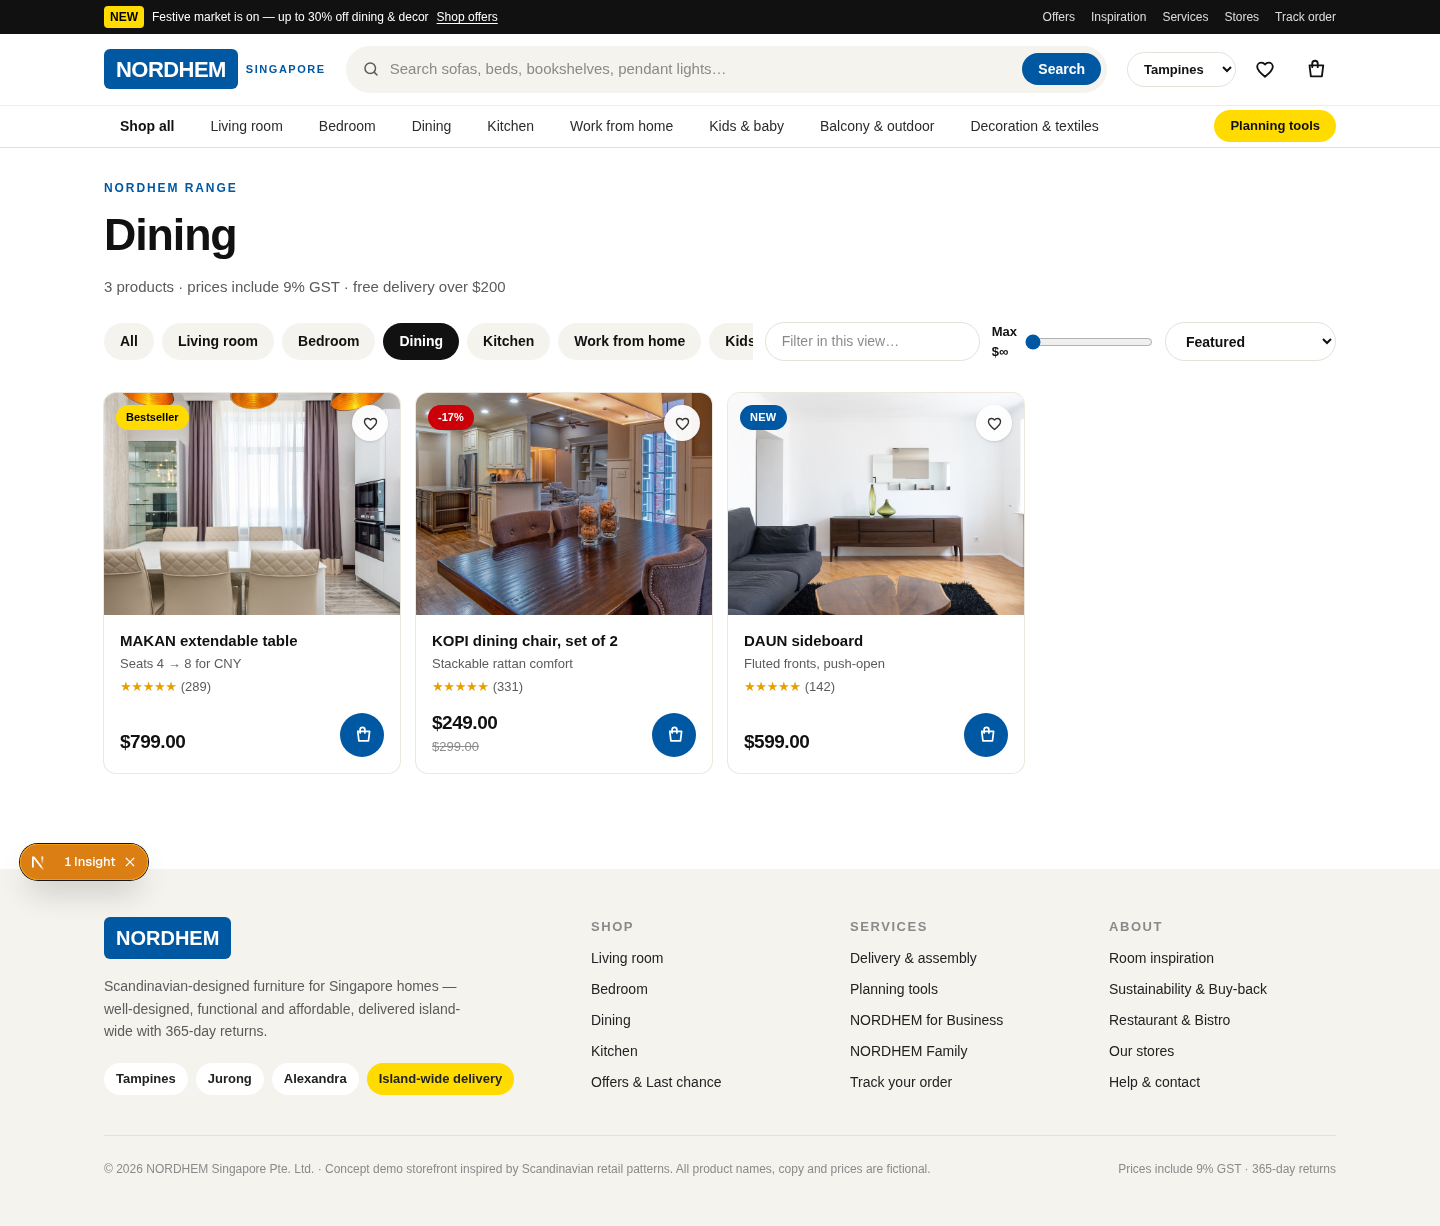 NEW Festive market is on — up to 30% off dining & decor Shop offers Offers Inspiration Services Stores Track order
NORDHEM SINGAPORE Search sofas, beds, bookshelves, pendant lights… Search Tampines
Shop all Living room Bedroom Dining Kitchen Work from home Kids & baby Balcony & outdoor Decoration & textiles Planning tools
NORDHEM RANGE
Dining
3 products · prices include 9% GST · free delivery over $200
All Living room Bedroom Dining Kitchen Work from home Kids Filter in this view… Max $∞ Featured
Bestseller -17% NEW
MAKAN extendable table KOPI dining chair, set of 2 DAUN sideboard
Seats 4 → 8 for CNY Stackable rattan comfort Fluted fronts, push-open
★★★★★ (289) ★★★★★ (331) ★★★★★ (142)
$799.00 $249.00 $599.00
$299.00
1 Insight
NORDHEM
Scandinavian-designed furniture for Singapore homes —
well-designed, functional and affordable, delivered island-
wide with 365-day returns.
Tampines Jurong Alexandra Island-wide delivery
SHOP
Living room
Bedroom
Dining
Kitchen
Offers & Last chance
SERVICES
Delivery & assembly
Planning tools
NORDHEM for Business
NORDHEM Family
Track your order
ABOUT
Room inspiration
Sustainability & Buy-back
Restaurant & Bistro
Our stores
Help & contact
© 2026 NORDHEM Singapore Pte. Ltd. · Concept demo storefront inspired by Scandinavian retail patterns. All product names, copy and prices are fictional. Prices include 9% GST · 365-day returns